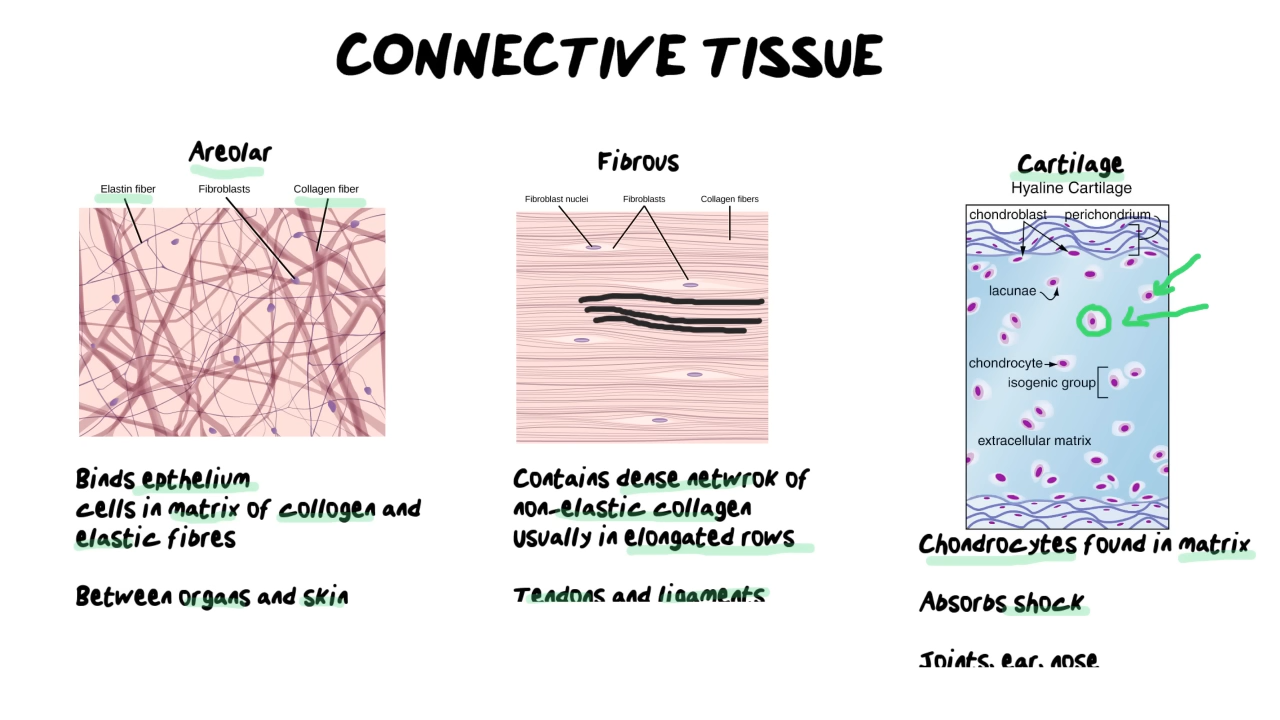 CONNECTIVE TISSUE
Areolar
Elastin fiber Fibroblasts Collagen fiber
Binds epthelium
cells in matrix of collogen and
elastic fibres
Between organs and skin
Fibrous
Fibroblast nuclei Fibroblasts Collagen fibers
Contains dense netwrok of
non-elastic collagen
usually in elongated rows
Tendons and ligaments
Cartilage
Hyaline Cartilage
chondroblast perichondrium
lacunae
chondrocyte
isogenic group
extracellular matrix
Chondrocytes found in matrix
Absorbs shock
Joints, ear, nose